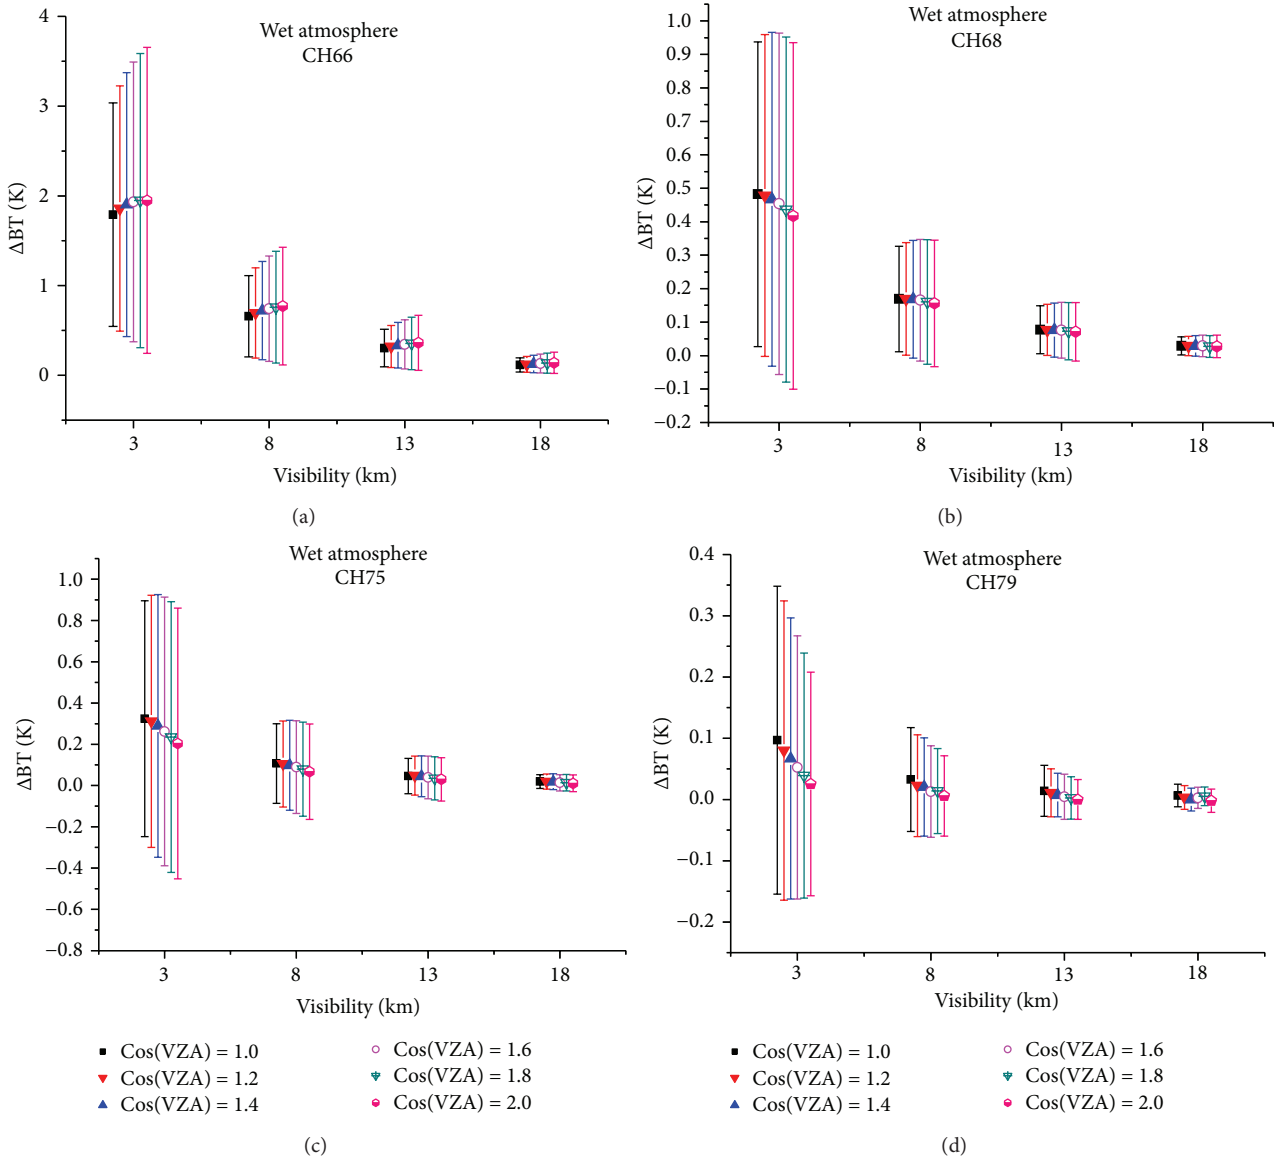 Wet atmosphere
CH66
4
3
2
1
0
ΔBT (K)
3 8 13 18
Visibility (km)
(a)
Wet atmosphere
CH68
1.0
0.9
0.8
0.7
0.6
0.5
0.4
0.3
0.2
0.1
0.0
−0.1
−0.2
ΔBT (K)
3 8 13 18
Visibility (km)
(b)
Wet atmosphere
CH75
1.0
0.8
0.6
0.4
0.2
0.0
−0.2
−0.4
−0.6
−0.8
ΔBT (K)
3 8 13 18
Visibility (km)
Cos(VZA) = 1.0
Cos(VZA) = 1.2
Cos(VZA) = 1.4
Cos(VZA) = 1.6
Cos(VZA) = 1.8
Cos(VZA) = 2.0
(c)
Wet atmosphere
CH79
0.4
0.3
0.2
0.1
0.0
−0.1
−0.2
ΔBT (K)
3 8 13 18
Visibility (km)
Cos(VZA) = 1.0
Cos(VZA) = 1.2
Cos(VZA) = 1.4
Cos(VZA) = 1.6
Cos(VZA) = 1.8
Cos(VZA) = 2.0
(d)